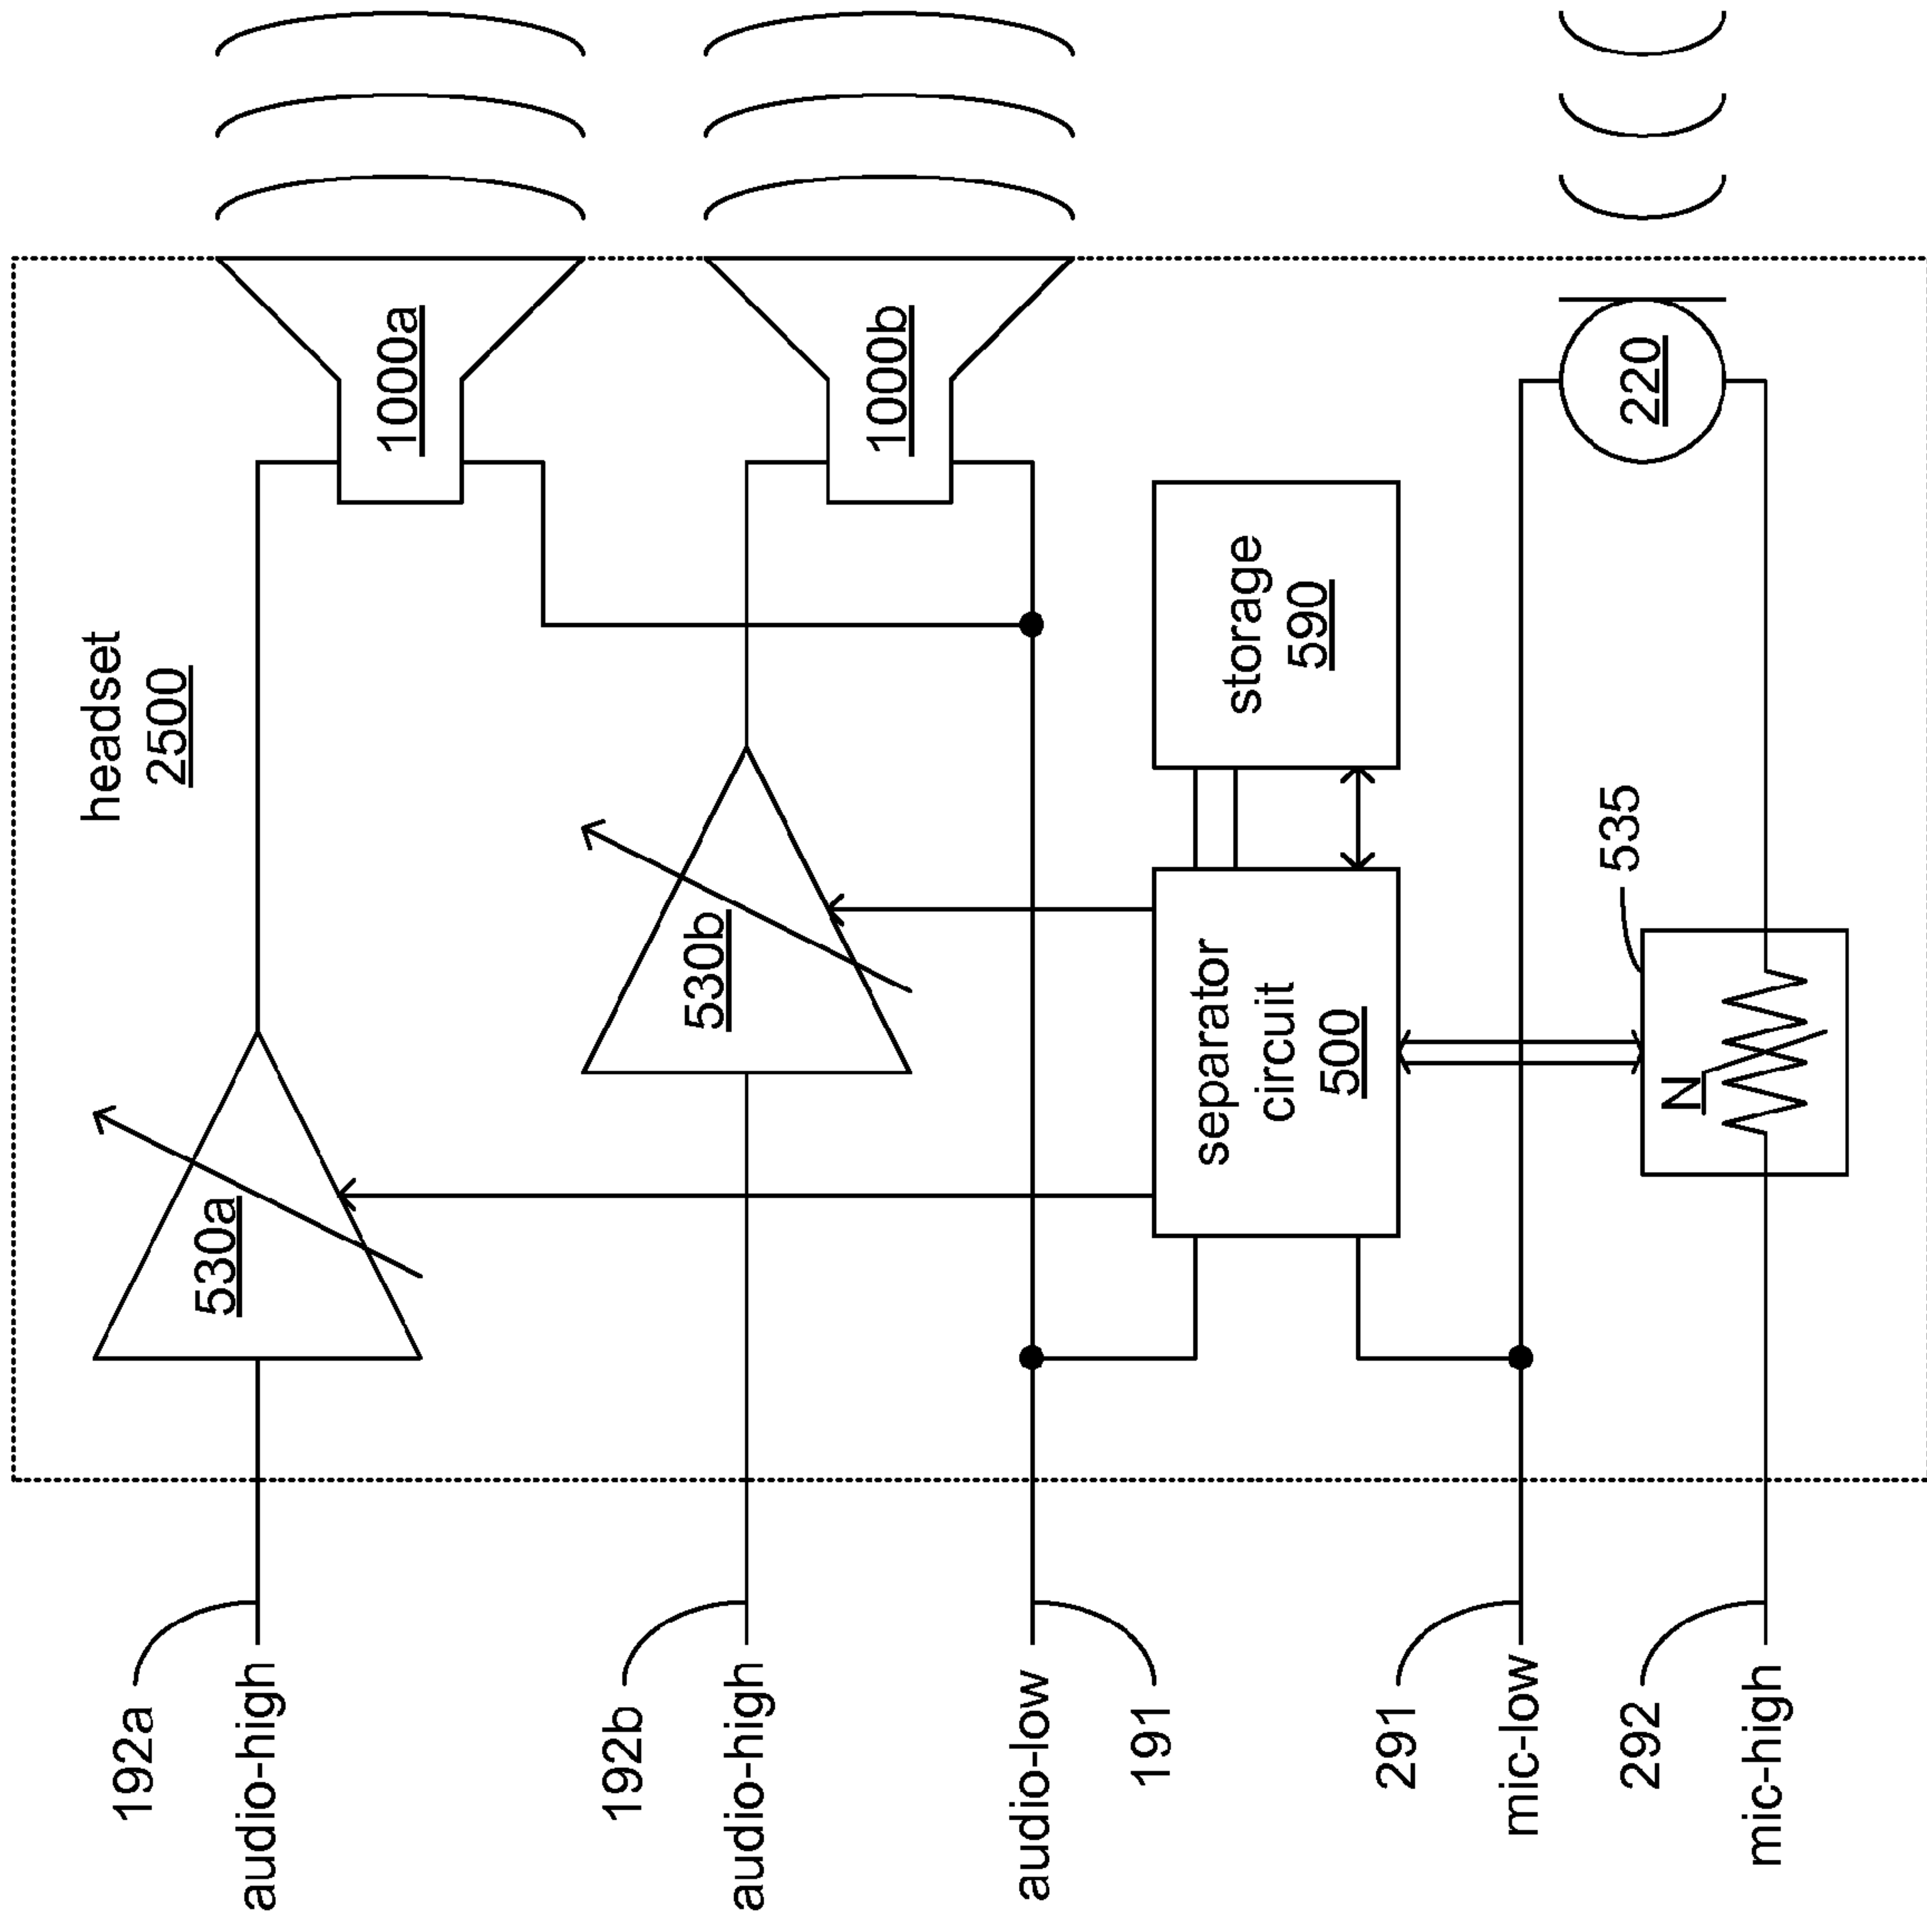 headset
2500
1000a
1000b
530a
530b
separator
circuit
500
storage
590
220
535
N
192a
audio-high
192b
audio-high
audio-low
191
291
mic-low
292
mic-high